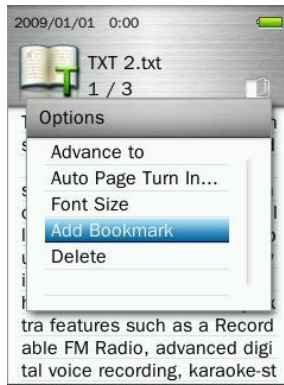 2009/01/01 0:00
TXT 2.txt
1 / 3
Options
Advance to
Auto Page Turn In...
Font Size
Add Bookmark
Delete
tra features such as a Record
able FM Radio, advanced digi
tal voice recording, karaoke-st